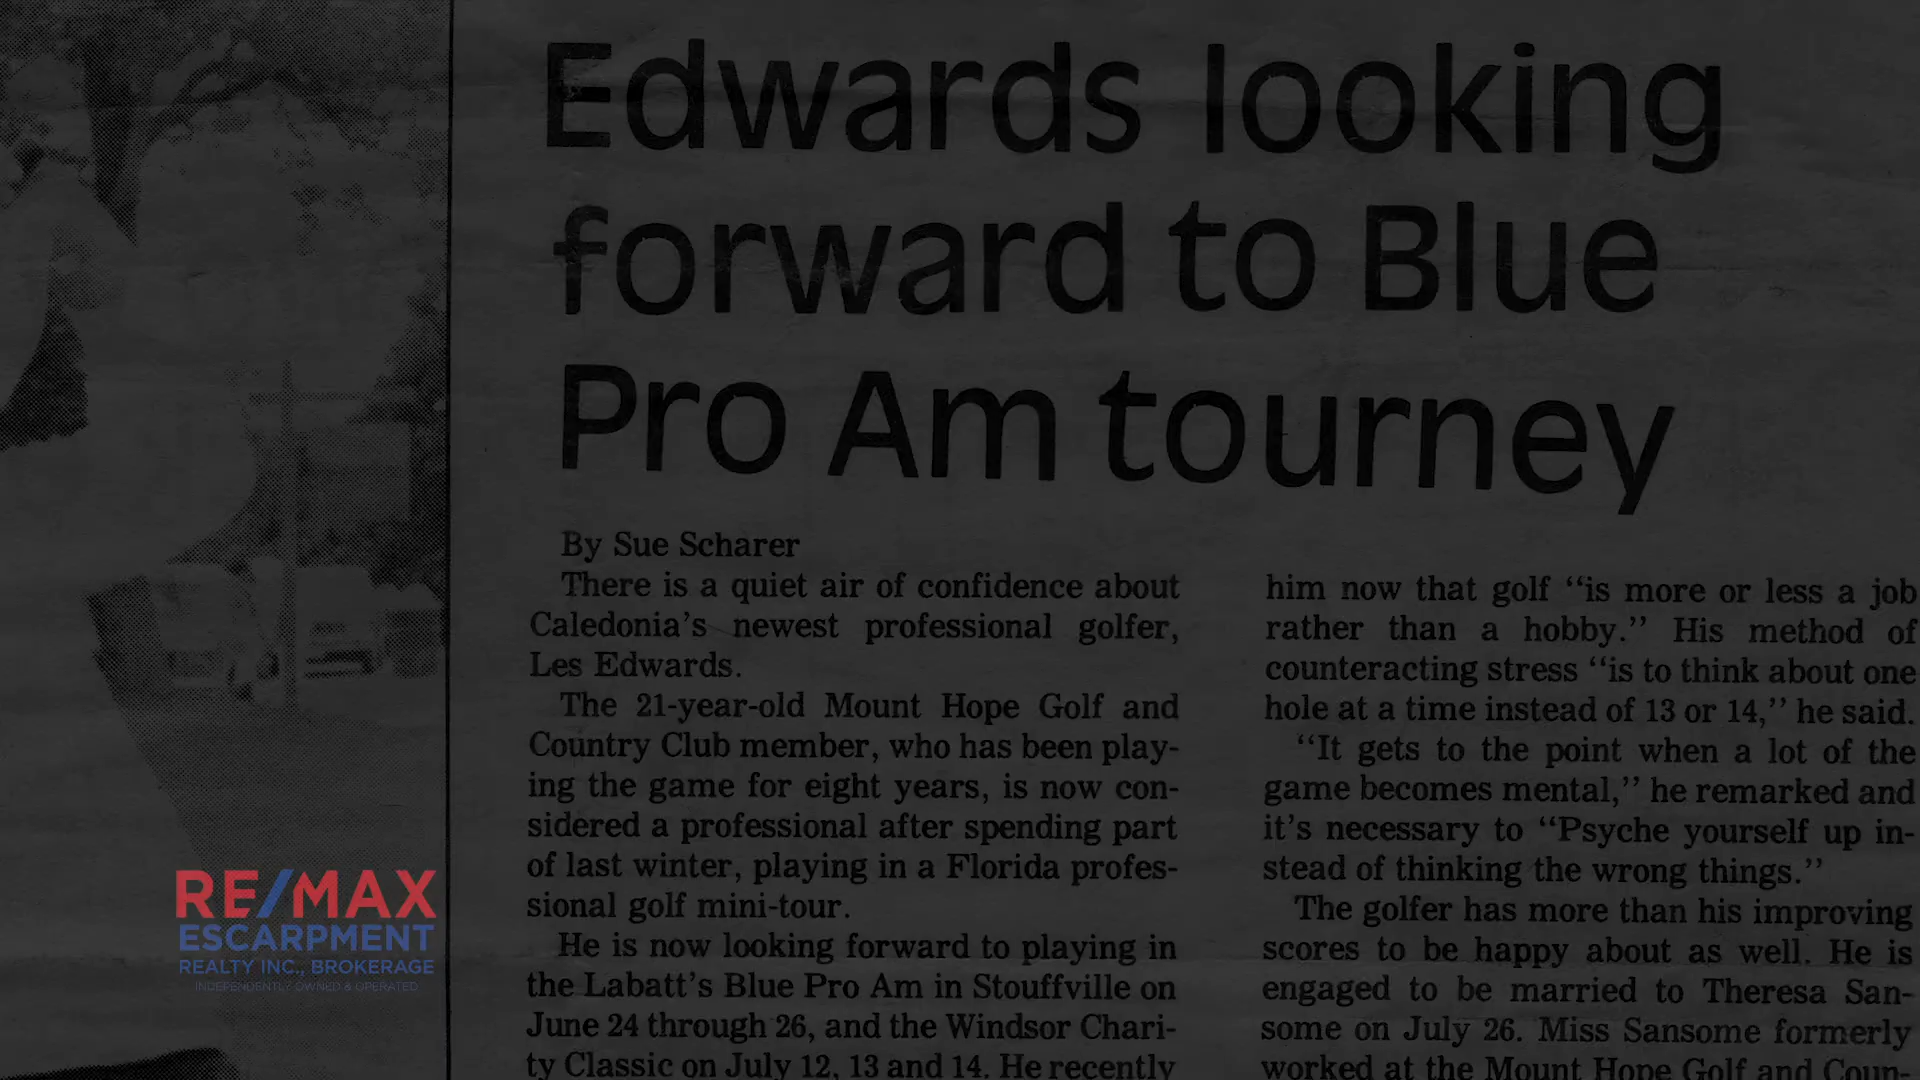 Edwards looking
forward to Blue
Pro Am tourney
By Sue Scharer
There is a quiet air of confidence about
Caledonia's newest professional golfer,
Les Edwards.
The 21-year-old Mount Hope Golf and
Country Club member, who has been play-
ing the game for eight years, is now con-
sidered a professional after spending part
of last winter, playing in a Florida profes-
sional golf mini-tour.
He is now looking forward to playing in
the Labatt's Blue Pro Am in Stouffville on
June 24 through 26, and the Windsor Chari-
ty Classic on July 12, 13 and 14. He recently
him now that golf "is more or less a job
rather than a hobby." His method of
counteracting stress "is to think about one
hole at a time instead of 13 or 14," he said.
"It gets to the point when a lot of the
game becomes mental," he remarked and
it's necessary to "Psyche yourself up in-
stead of thinking the wrong things."
The golfer has more than his improving
scores to be happy about as well. He is
engaged to be married to Theresa San-
some on July 26. Miss Sansome formerly
worked at the Mount Hope Golf and Coun-
RE/MAX
ESCARPMENT
REALTY INC., BROKERAGE
INDEPENDENTLY OWNED & OPERATED